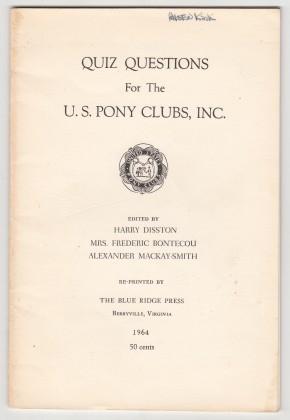 QUIZ QUESTIONS
For The
U. S. PONY CLUBS, INC.
EDITED BY
HARRY DISSTON
MRS. FREDERIC BONTECOU
ALEXANDER MACKAY-SMITH
RE-PRINTED BY
THE BLUE RIDGE PRESS
BERRYVILLE, VIRGINIA
1964
50 cents